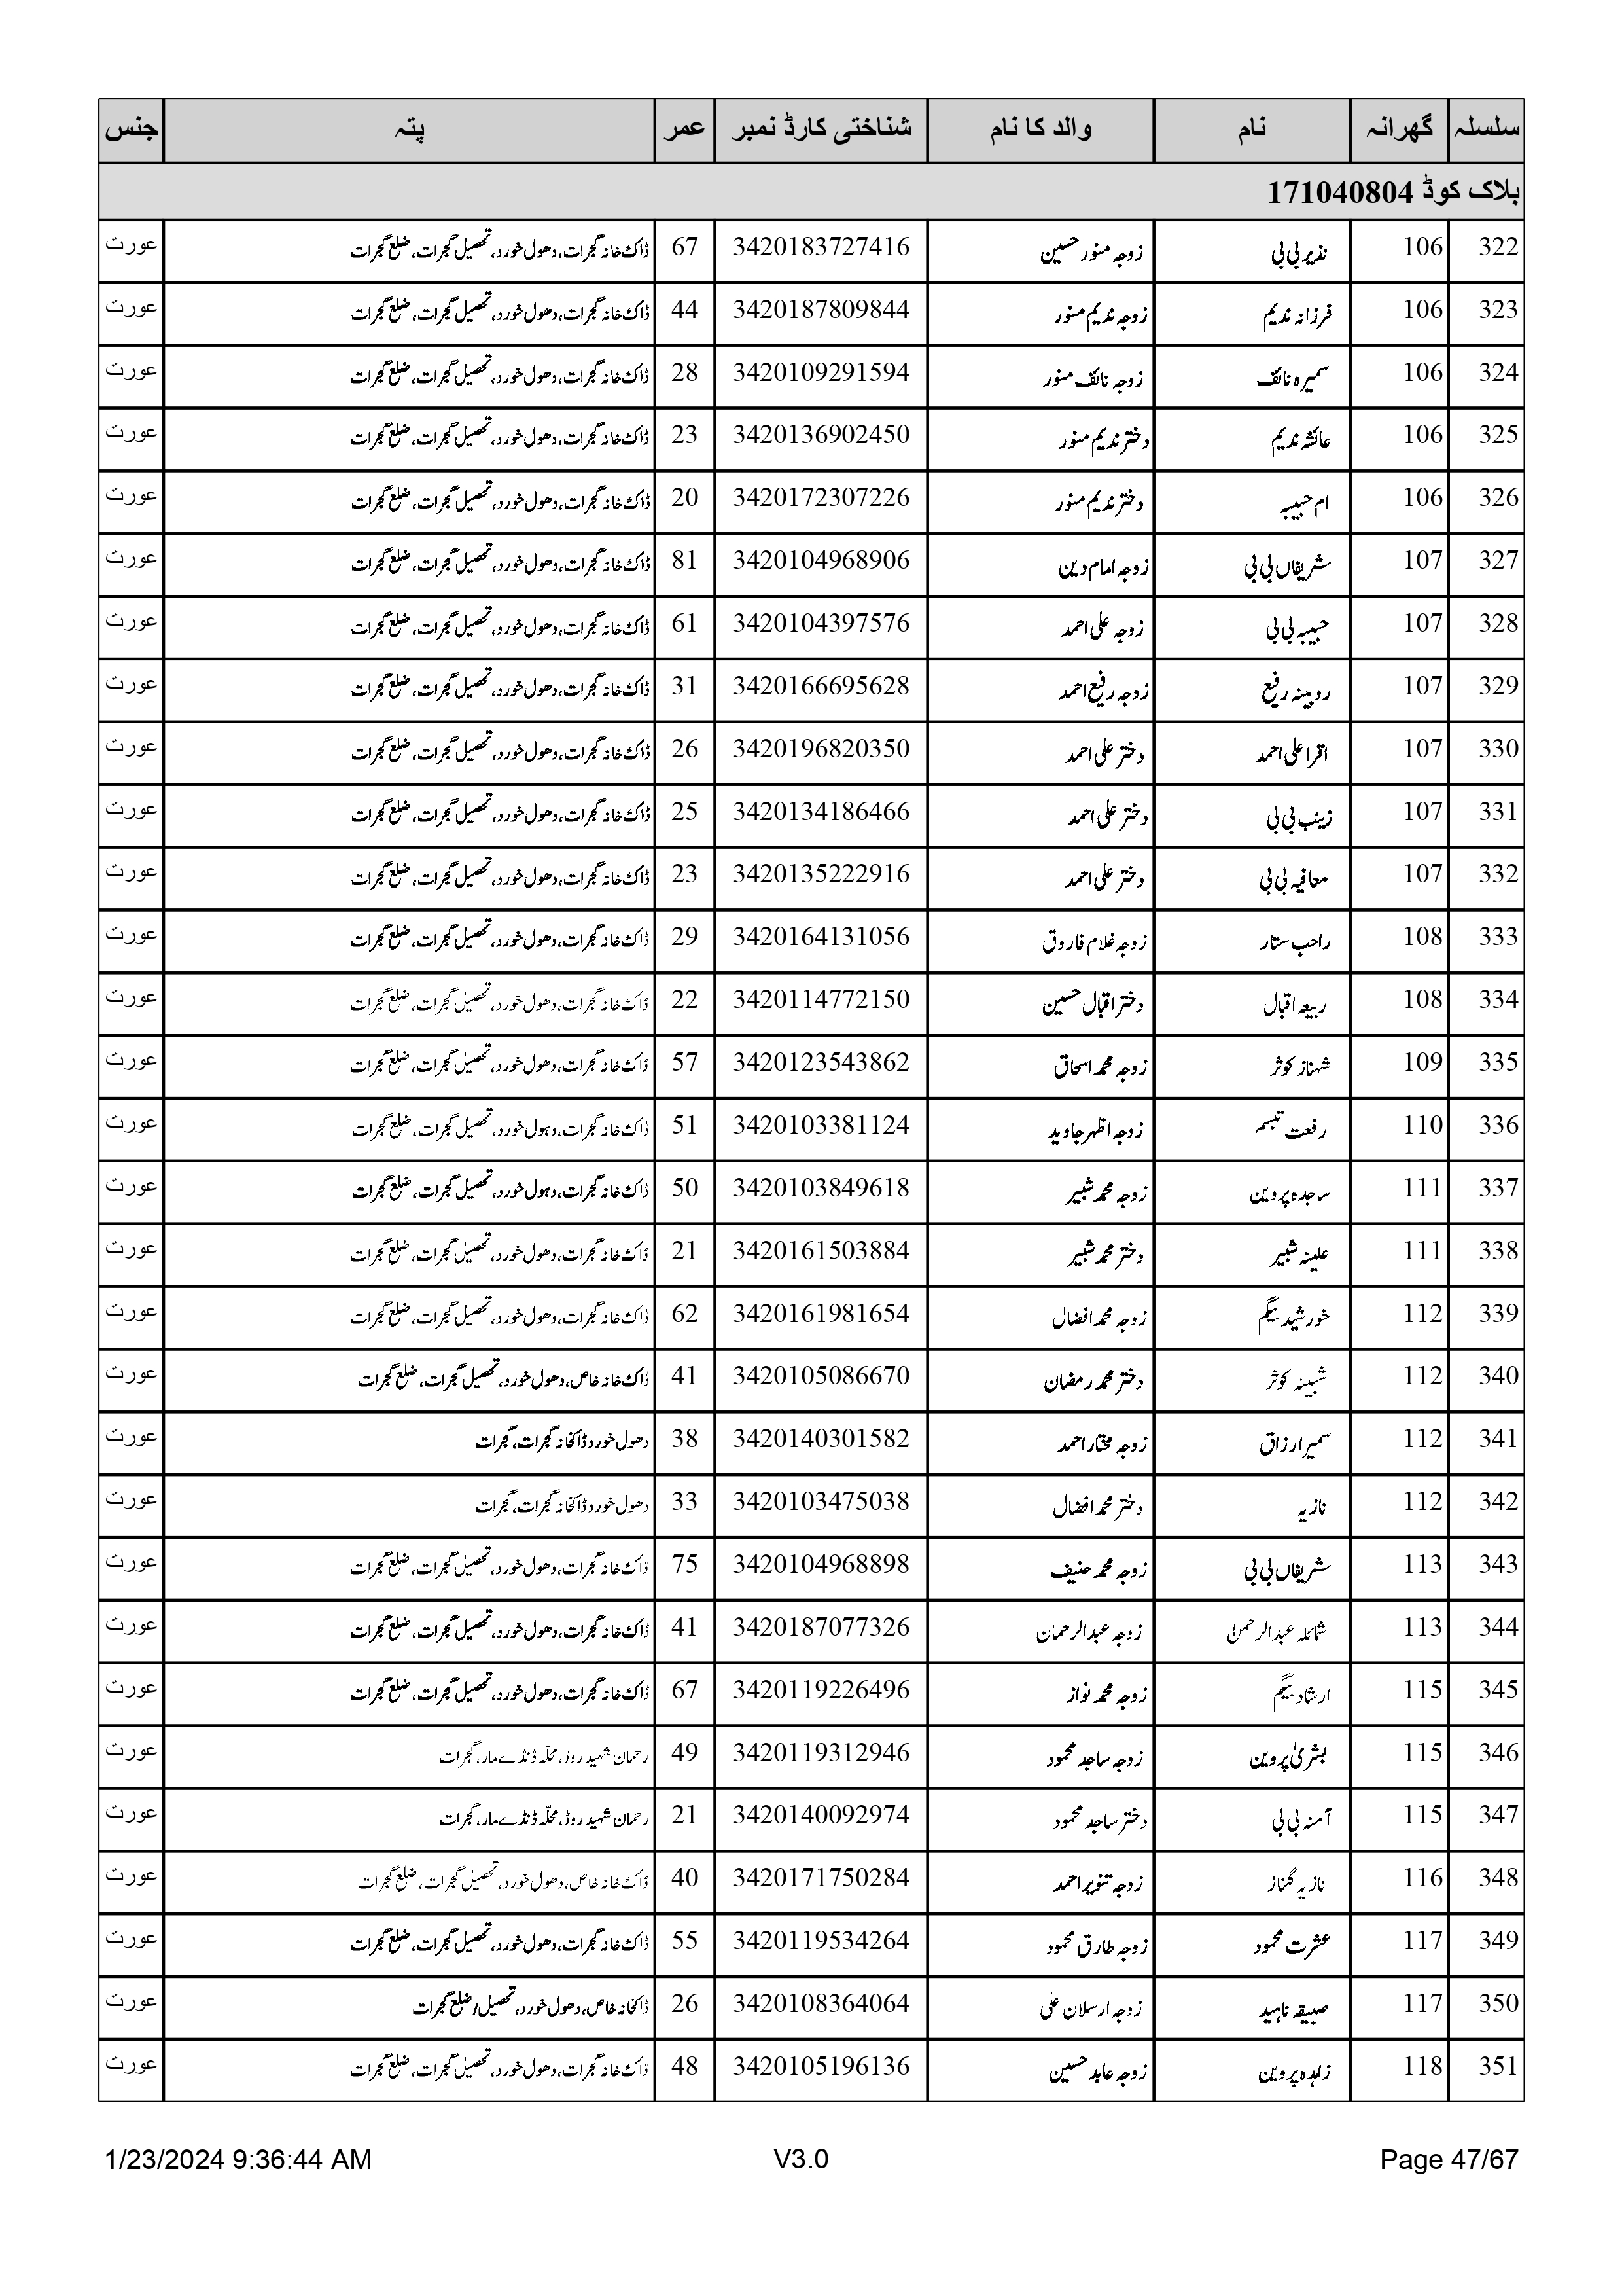 سلسلہ گھرانہ نام والد کا نام شناختی کارڈ نمبر عمر پتہ جنس
بلاک کوڈ 171040804
322 106 نذیر بی بی زوجہ منور حسین 3420183727416 67 ڈاک خانہ گجرات، دھول خورد، تحصیل گجرات، ضلع گجرات عورت
323 106 فرزانہ ندیم زوجہ ندیم منور 3420187809844 44 ڈاک خانہ گجرات، دھول خورد، تحصیل گجرات، ضلع گجرات عورت
324 106 سمیرہ نائف زوجہ نائف منور 3420109291594 28 ڈاک خانہ گجرات، دھول خورد، تحصیل گجرات، ضلع گجرات عورت
325 106 عائشہ ندیم دختر ندیم منور 3420136902450 23 ڈاک خانہ گجرات، دھول خورد، تحصیل گجرات، ضلع گجرات عورت
326 106 ام حبیبہ دختر ندیم منور 3420172307226 20 ڈاک خانہ گجرات، دھول خورد، تحصیل گجرات، ضلع گجرات عورت
327 107 شریفاں بی بی زوجہ امام دین 3420104968906 81 ڈاک خانہ گجرات، دھول خورد، تحصیل گجرات، ضلع گجرات عورت
328 107 حبیبہ بی بی زوجہ علی احمد 3420104397576 61 ڈاک خانہ گجرات، دھول خورد، تحصیل گجرات، ضلع گجرات عورت
329 107 روبینہ رفیع زوجہ رفیع احمد 3420166695628 31 ڈاک خانہ گجرات، دھول خورد، تحصیل گجرات، ضلع گجرات عورت
330 107 اقرا علی احمد دختر علی احمد 3420196820350 26 ڈاک خانہ گجرات، دھول خورد، تحصیل گجرات، ضلع گجرات عورت
331 107 زینب بی بی دختر علی احمد 3420134186466 25 ڈاک خانہ گجرات، دھول خورد، تحصیل گجرات، ضلع گجرات عورت
332 107 معافیہ بی بی دختر علی احمد 3420135222916 23 ڈاک خانہ گجرات، دھول خورد، تحصیل گجرات، ضلع گجرات عورت
333 108 راحب ستار زوجہ غلام فاروق 3420164131056 29 ڈاک خانہ گجرات، دھول خورد، تحصیل گجرات، ضلع گجرات عورت
334 108 ربیعہ اقبال دختر اقبال حسین 3420114772150 22 ڈاک خانہ گجرات، دھول خورد، تحصیل گجرات، ضلع گجرات عورت
335 109 شہناز کوثر زوجہ محمد اسحاق 3420123543862 57 ڈاک خانہ گجرات، دھول خورد، تحصیل گجرات، ضلع گجرات عورت
336 110 رفعت تبسم زوجہ اظہر جاوید 3420103381124 51 ڈاک خانہ گجرات، دہول خورد، تحصیل گجرات، ضلع گجرات عورت
337 111 ساجدہ پروین زوجہ محمد شبیر 3420103849618 50 ڈاک خانہ گجرات، دہول خورد، تحصیل گجرات، ضلع گجرات عورت
338 111 علینہ شبیر دختر محمد شبیر 3420161503884 21 ڈاک خانہ گجرات، دھول خورد، تحصیل گجرات، ضلع گجرات عورت
339 112 خورشید بیگم زوجہ محمد افضال 3420161981654 62 ڈاک خانہ گجرات، دھول خورد، تحصیل گجرات، ضلع گجرات عورت
340 112 شبینہ کوثر دختر محمد رمضان 3420105086670 41 ڈاک خانہ خاص، دھول خورد، تحصیل گجرات، ضلع گجرات عورت
341 112 سمیرا رزاق زوجہ مختار احمد 3420140301582 38 دھول خورد ڈاکخانہ گجرات، گجرات عورت
342 112 نازیہ دختر محمد افضال 3420103475038 33 دھول خورد ڈاکخانہ گجرات، گجرات عورت
343 113 شریفاں بی بی زوجہ محمد حنیف 3420104968898 75 ڈاک خانہ گجرات، دھول خورد، تحصیل گجرات، ضلع گجرات عورت
344 113 شمائلہ عبدالرحمنٰ زوجہ عبدالرحمان 3420187077326 41 ڈاک خانہ گجرات، دھول خورد، تحصیل گجرات، ضلع گجرات عورت
345 115 ارشاد بیگم زوجہ محمد نواز 3420119226496 67 ڈاک خانہ گجرات، دھول خورد، تحصیل گجرات، ضلع گجرات عورت
346 115 بشریٰ پروین زوجہ ساجد محمود 3420119312946 49 رحمان شہید روڈ، محلّہ ڈنڈے مار، گجرات عورت
347 115 آمنہ بی بی دختر ساجد محمود 3420140092974 21 رحمان شہید روڈ، محلّہ ڈنڈے مار، گجرات عورت
348 116 نازیہ گلناز زوجہ تنویر احمد 3420171750284 40 ڈاک خانہ خاص، دھول خورد، تحصیل گجرات، ضلع گجرات عورت
349 117 عشرت محمود زوجہ طارق محمود 3420119534264 55 ڈاک خانہ گجرات، دھول خورد، تحصیل گجرات، ضلع گجرات عورت
350 117 صبیقہ ناہید زوجہ ارسلان علی 3420108364064 26 ڈاکخانہ خاص، دھول خورد، تحصیل/ضلع گجرات عورت
351 118 زاہدہ پروین زوجہ عابد حسین 3420105196136 48 ڈاک خانہ گجرات، دھول خورد، تحصیل گجرات، ضلع گجرات عورت
1/23/2024 9:36:44 AM V3.0 Page 47/67